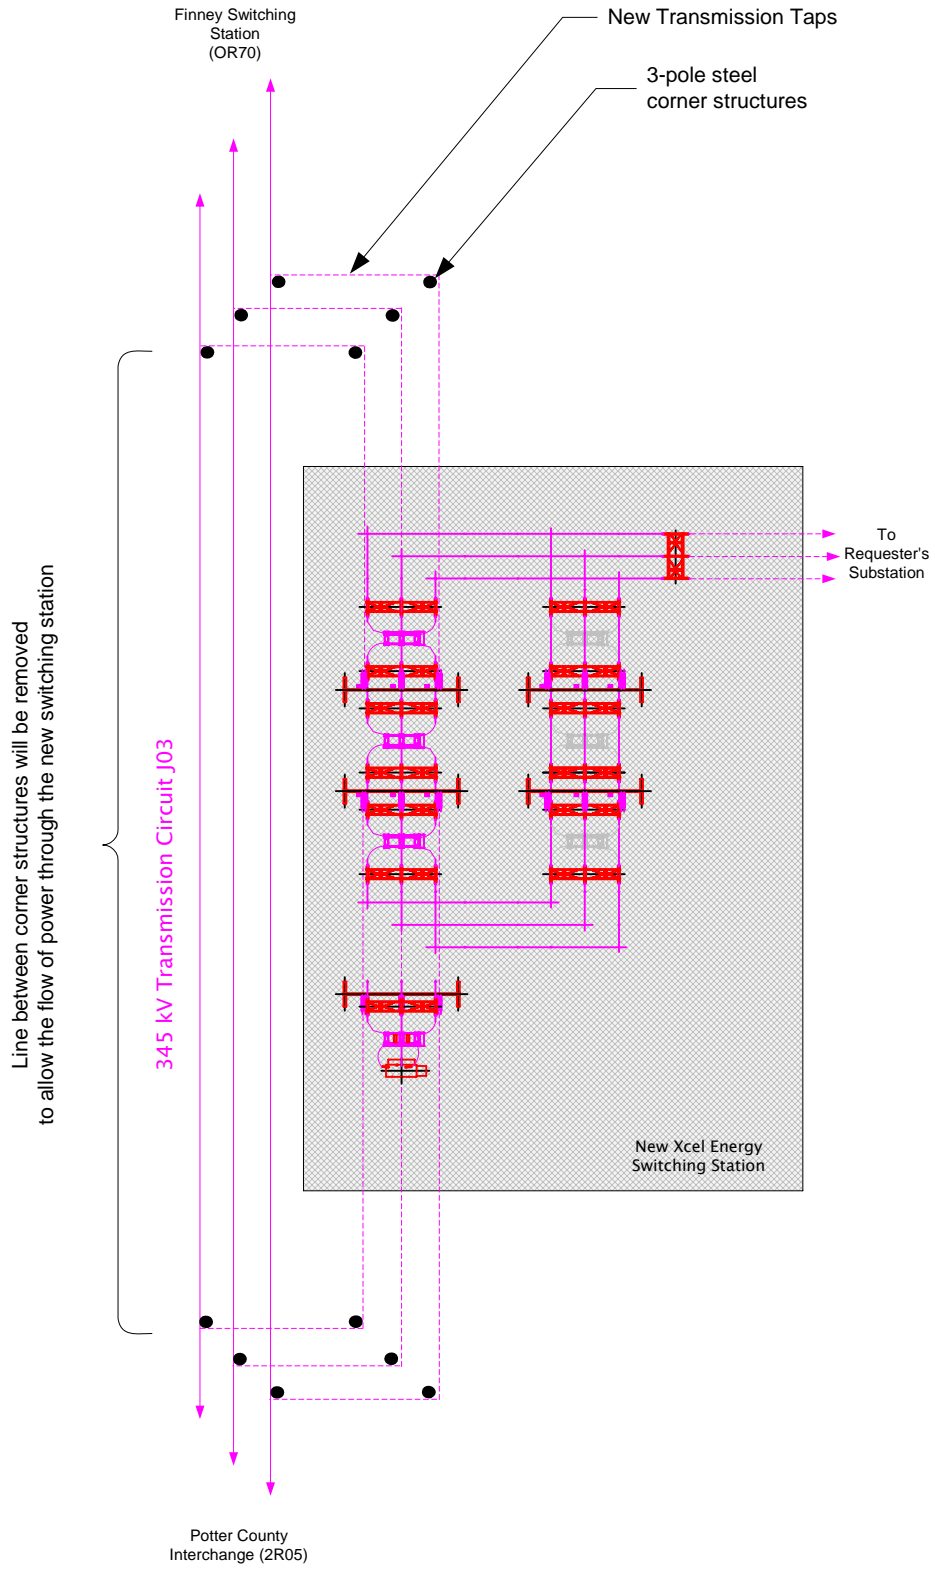 Finney Switching
Station
(OR70)
New Transmission Taps
3-pole steel
corner structures
To
Requester's
Substation
Line between corner structures will be removed
to allow the flow of power through the new switching station
345 kV Transmission Circuit J03
New Xcel Energy
Switching Station
Potter County
Interchange (2R05)